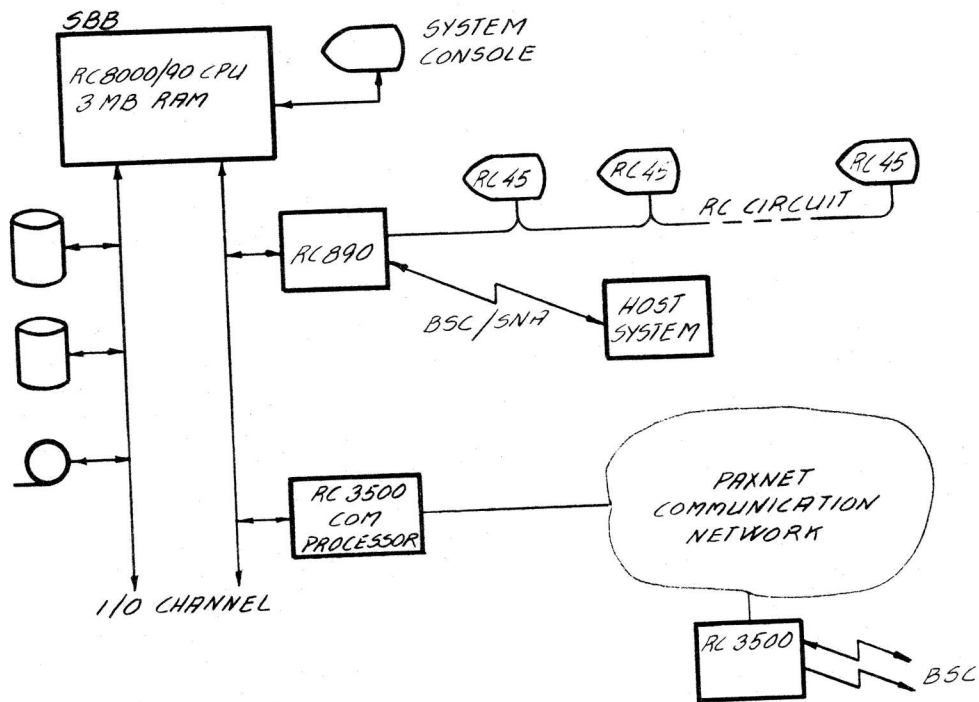 SBB
RC8000/90 CPU
3 MB RAM
SYSTEM
CONSOLE
RC45
RC45
RC45
RC CIRCUIT
RC890
BSC/SNA
HOST
SYSTEM
RC 3500
COM
PROCESSOR
PAXNET
COMMUNICATION
NETWORK
I/O CHANNEL
RC 3500
BSC